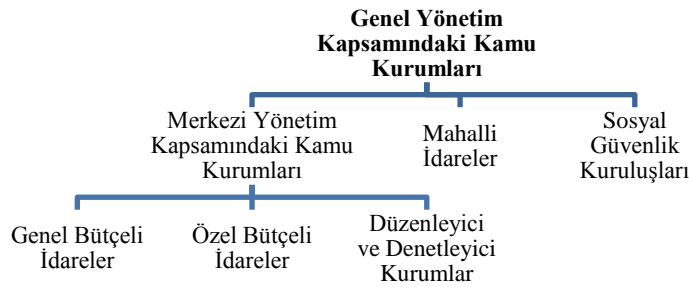 Genel Yönetim
Kapsamındaki Kamu
Kurumları
Merkezi Yönetim
Kapsamındaki Kamu
Kurumları
Mahalli
İdareler
Sosyal
Güvenlik
Kuruluşları
Genel Bütçeli
İdareler
Özel Bütçeli
İdareler
Düzenleyici
ve Denetleyici
Kurumlar